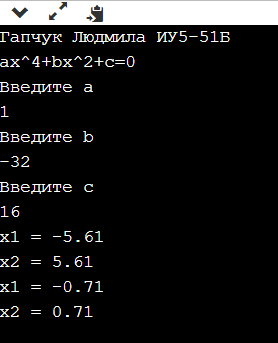 Гапчук Людмила ИУ5-51Б
ax^4+bx^2+c=0
Введите a
1
Введите b
-32
Введите c
16
x1 = -5.61
x2 = 5.61
x1 = -0.71
x2 = 0.71